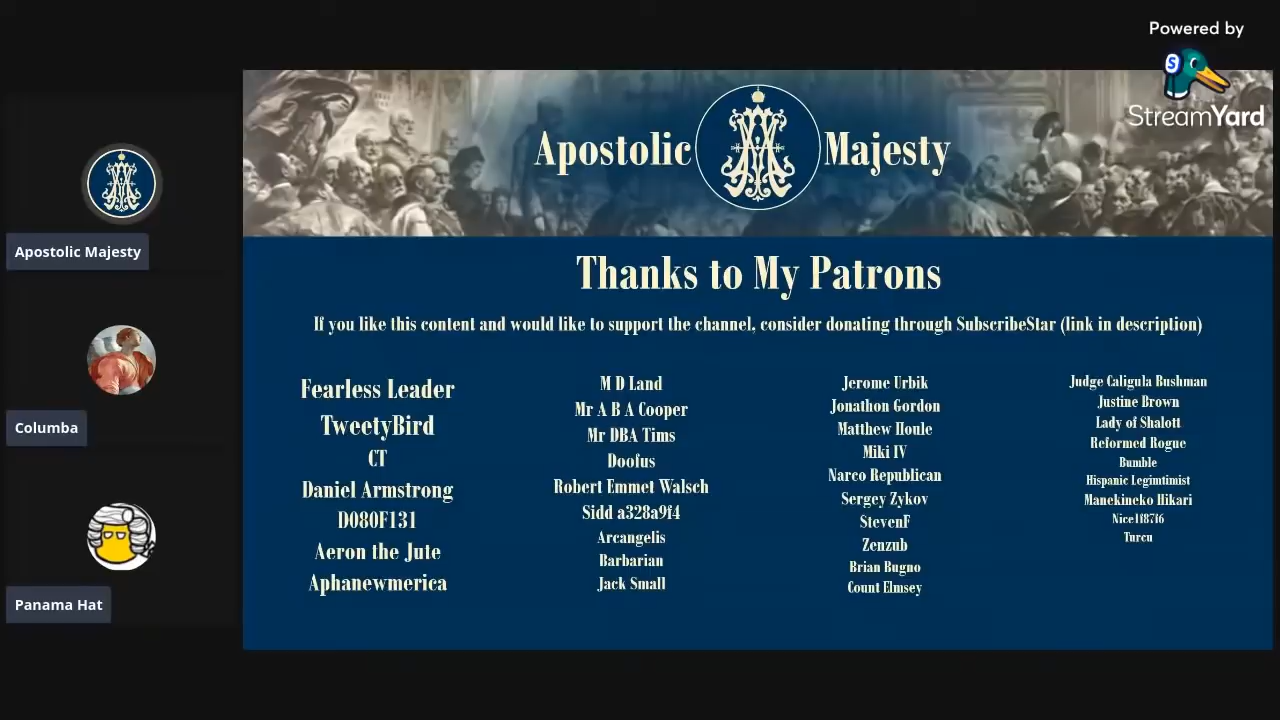 Powered by
StreamYard
Apostolic Majesty
Apostolic Majesty
Columba
Panama Hat
Thanks to My Patrons
If you like this content and would like to support the channel, consider donating through SubscribeStar (link in description)
Fearless Leader
TweetyBird
CT
Daniel Armstrong
D080F131
Aeron the Jute
Aphanewmerica
M D Land
Mr A B A Cooper
Mr DBA Tims
Doofus
Robert Emmet Walsch
Sidd a328a9f4
Arcangelis
Barbarian
Jack Small
Jerome Urbik
Jonathon Gordon
Matthew Houle
Miki IV
Narco Republican
Sergey Zykov
StevenF
Zenzub
Brian Bugno
Count Elmsey
Judge Caligula Bushman
Justine Brown
Lady of Shalott
Reformed Rogue
Bumble
Hispanic Legimtimist
Manekineko Hikari
Nice1f87f6
Turcu